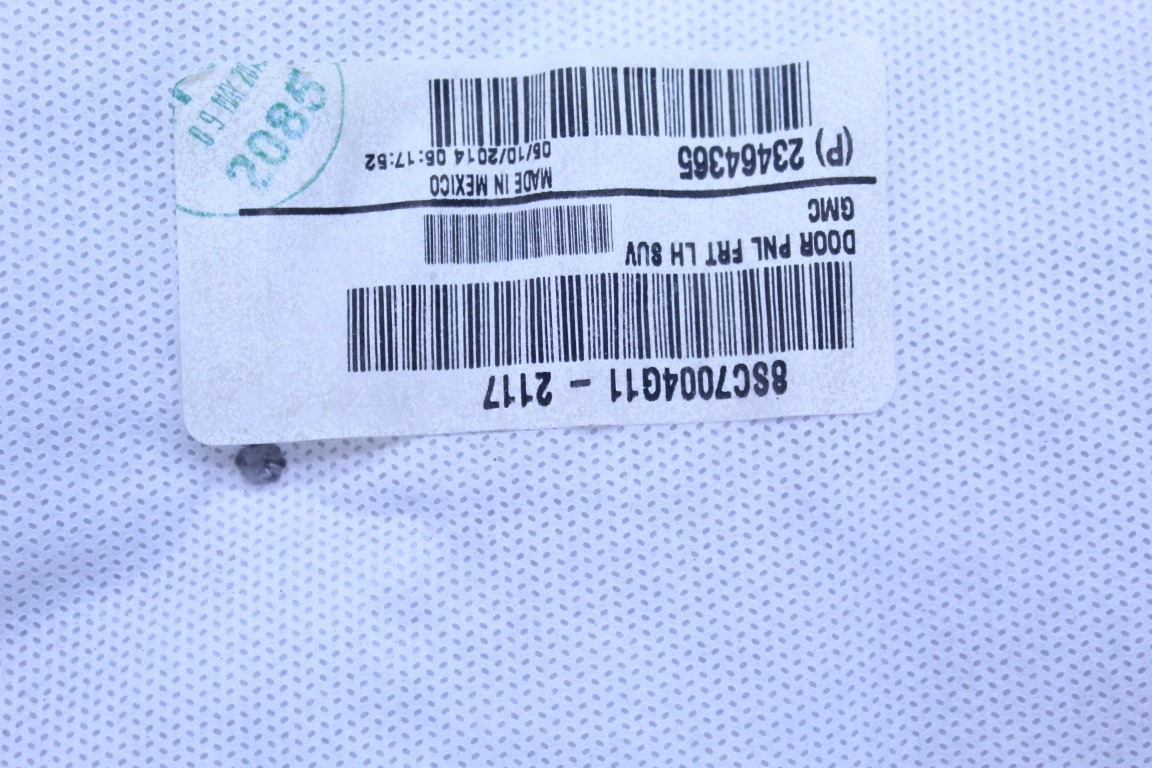 8SC7004G11 - 2117
DOOR PNL FRT LH SUV
GMC
MADE IN MEXICO
05/10/2014 05:17:52
(P) 23464365
2085